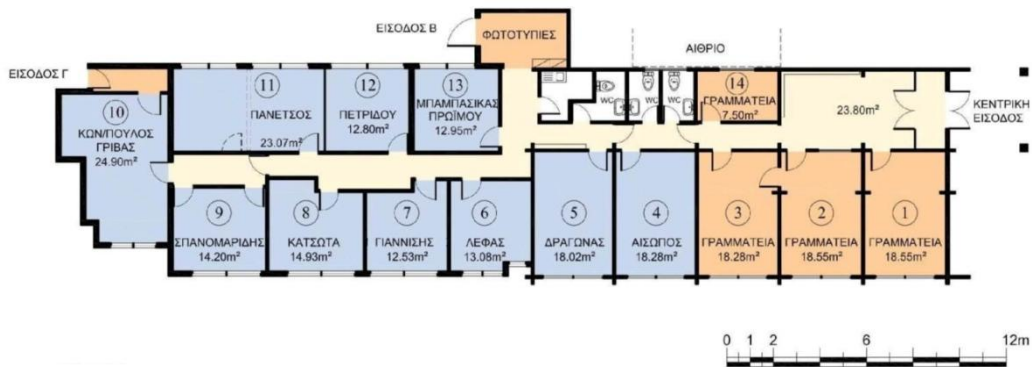 ΕΙΣΟΔΟΣ Β
ΦΩΤΟΤΥΠΙΕΣ
ΑΙΘΡΙΟ
ΕΙΣΟΔΟΣ Γ
11
ΠΑΝΕΤΣΟΣ
23.07m²
12
ΠΕΤΡΙΔΟΥ
12.80m²
13
ΜΠΑΜΠΑΣΙΚΑΣ
ΠΡΩΪΜΟΥ
12.95m²
WC
WC
WC
14
ΓΡΑΜΜΑΤΕΙΑ
7.50m²
23.80m²
ΚΕΝΤΡΙΚΗ
ΕΙΣΟΔΟΣ
10
ΚΩΝ/ΠΟΥΛΟΣ
ΓΡΙΒΑΣ
24.90m²
9
ΣΠΑΝΟΜΑΡΙΔΗΣ
14.20m²
8
ΚΑΤΣΩΤΑ
14.93m²
7
ΓΙΑΝΝΙΣΗΣ
12.53m²
6
ΛΕΦΑΣ
13.08m²
5
ΔΡΑΓΩΝΑΣ
18.02m²
4
ΑΙΣΩΠΟΣ
18.28m²
3
ΓΡΑΜΜΑΤΕΙΑ
18.28m²
2
ΓΡΑΜΜΑΤΕΙΑ
18.55m²
1
ΓΡΑΜΜΑΤΕΙΑ
18.55m²
0 1 2 6 12m